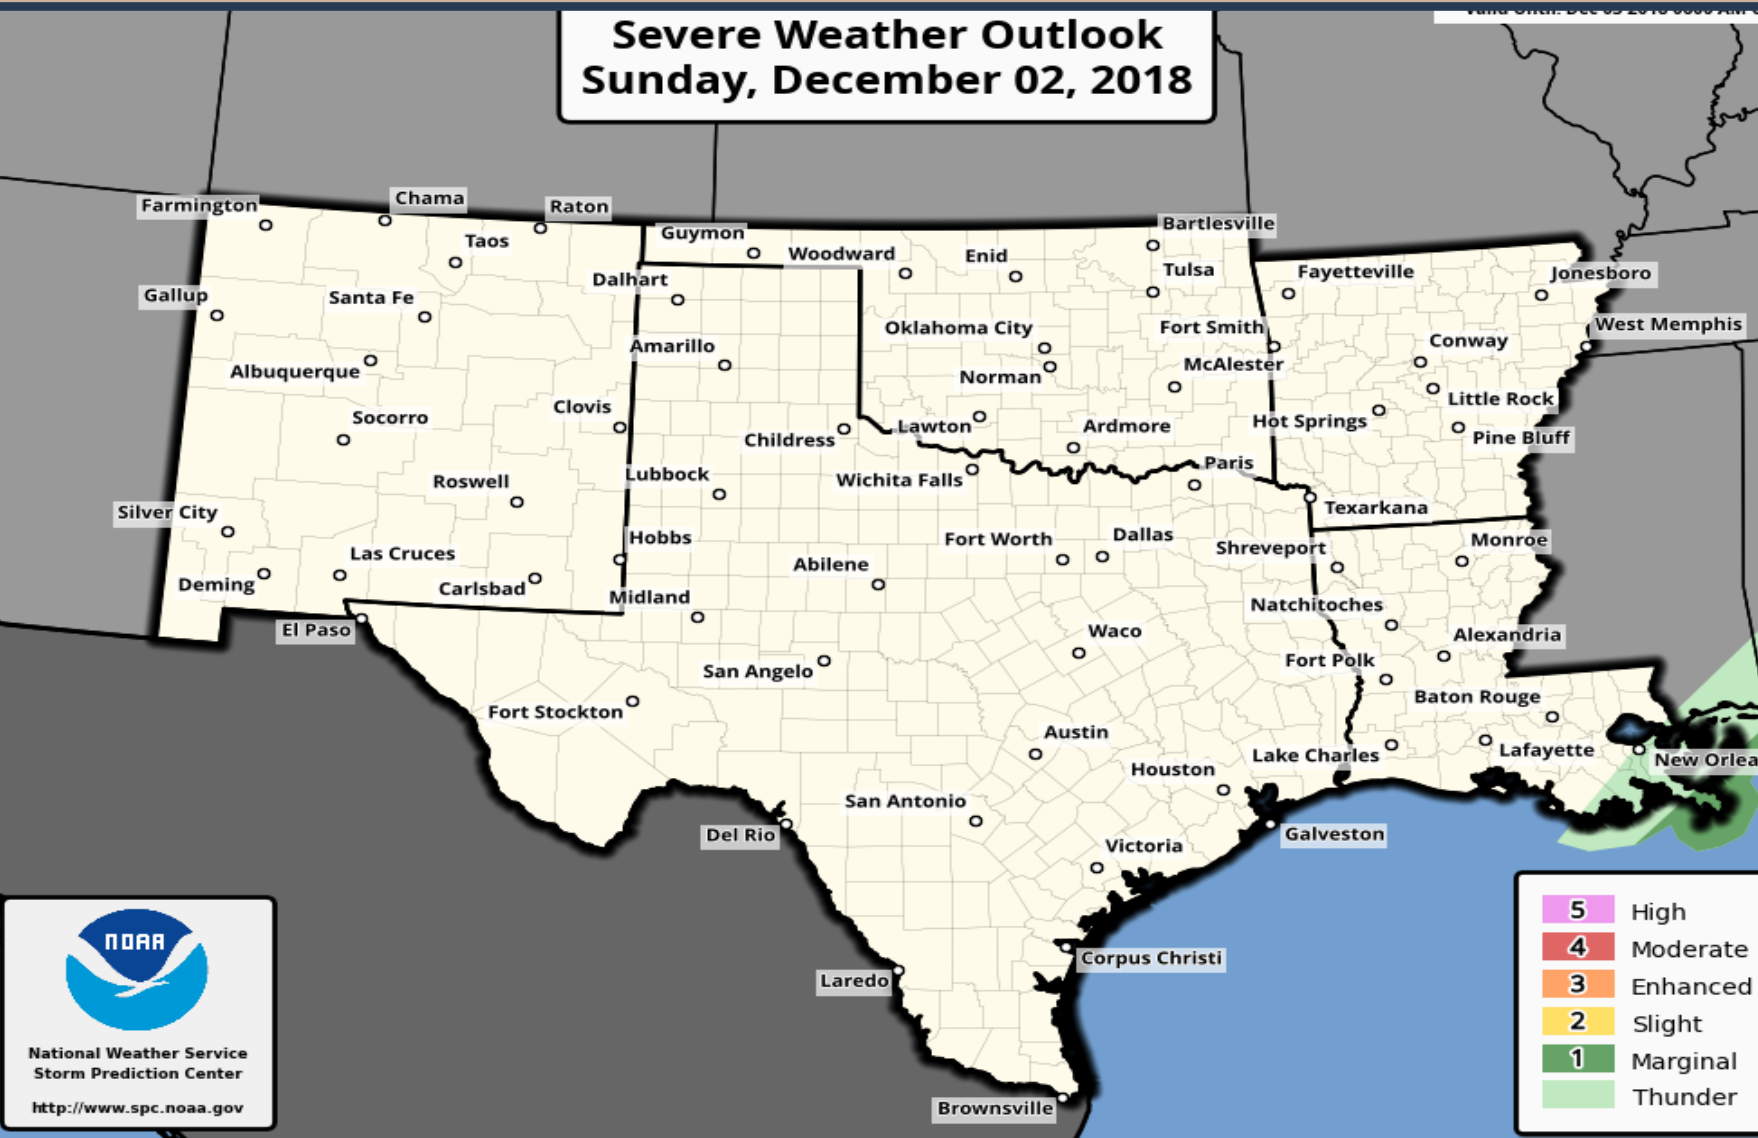 Severe Weather Outlook
Sunday, December 02, 2018
Farmington
Chama
Raton
Taos
Guymon
Woodward
Enid
Bartlesville
Tulsa
Fayetteville
Jonesboro
Gallup
Santa Fe
Dalhart
Oklahoma City
Fort Smith
West Memphis
Albuquerque
Amarillo
Norman
McAlester
Conway
Little Rock
Socorro
Clovis
Childress
Lawton
Ardmore
Hot Springs
Pine Bluff
Roswell
Lubbock
Wichita Falls
Paris
Texarkana
Silver City
Hobbs
Fort Worth
Dallas
Shreveport
Monroe
Las Cruces
Deming
Carlsbad
Midland
Abilene
Natchitoches
El Paso
San Angelo
Waco
Fort Polk
Alexandria
Fort Stockton
Austin
Baton Rouge
Lake Charles
Lafayette
New Orlea
Houston
San Antonio
Del Rio
Galveston
Victoria
Corpus Christi
Laredo
Brownsville
NOAA
National Weather Service
Storm Prediction Center
http://www.spc.noaa.gov
5 High
4 Moderate
3 Enhanced
2 Slight
1 Marginal
Thunder